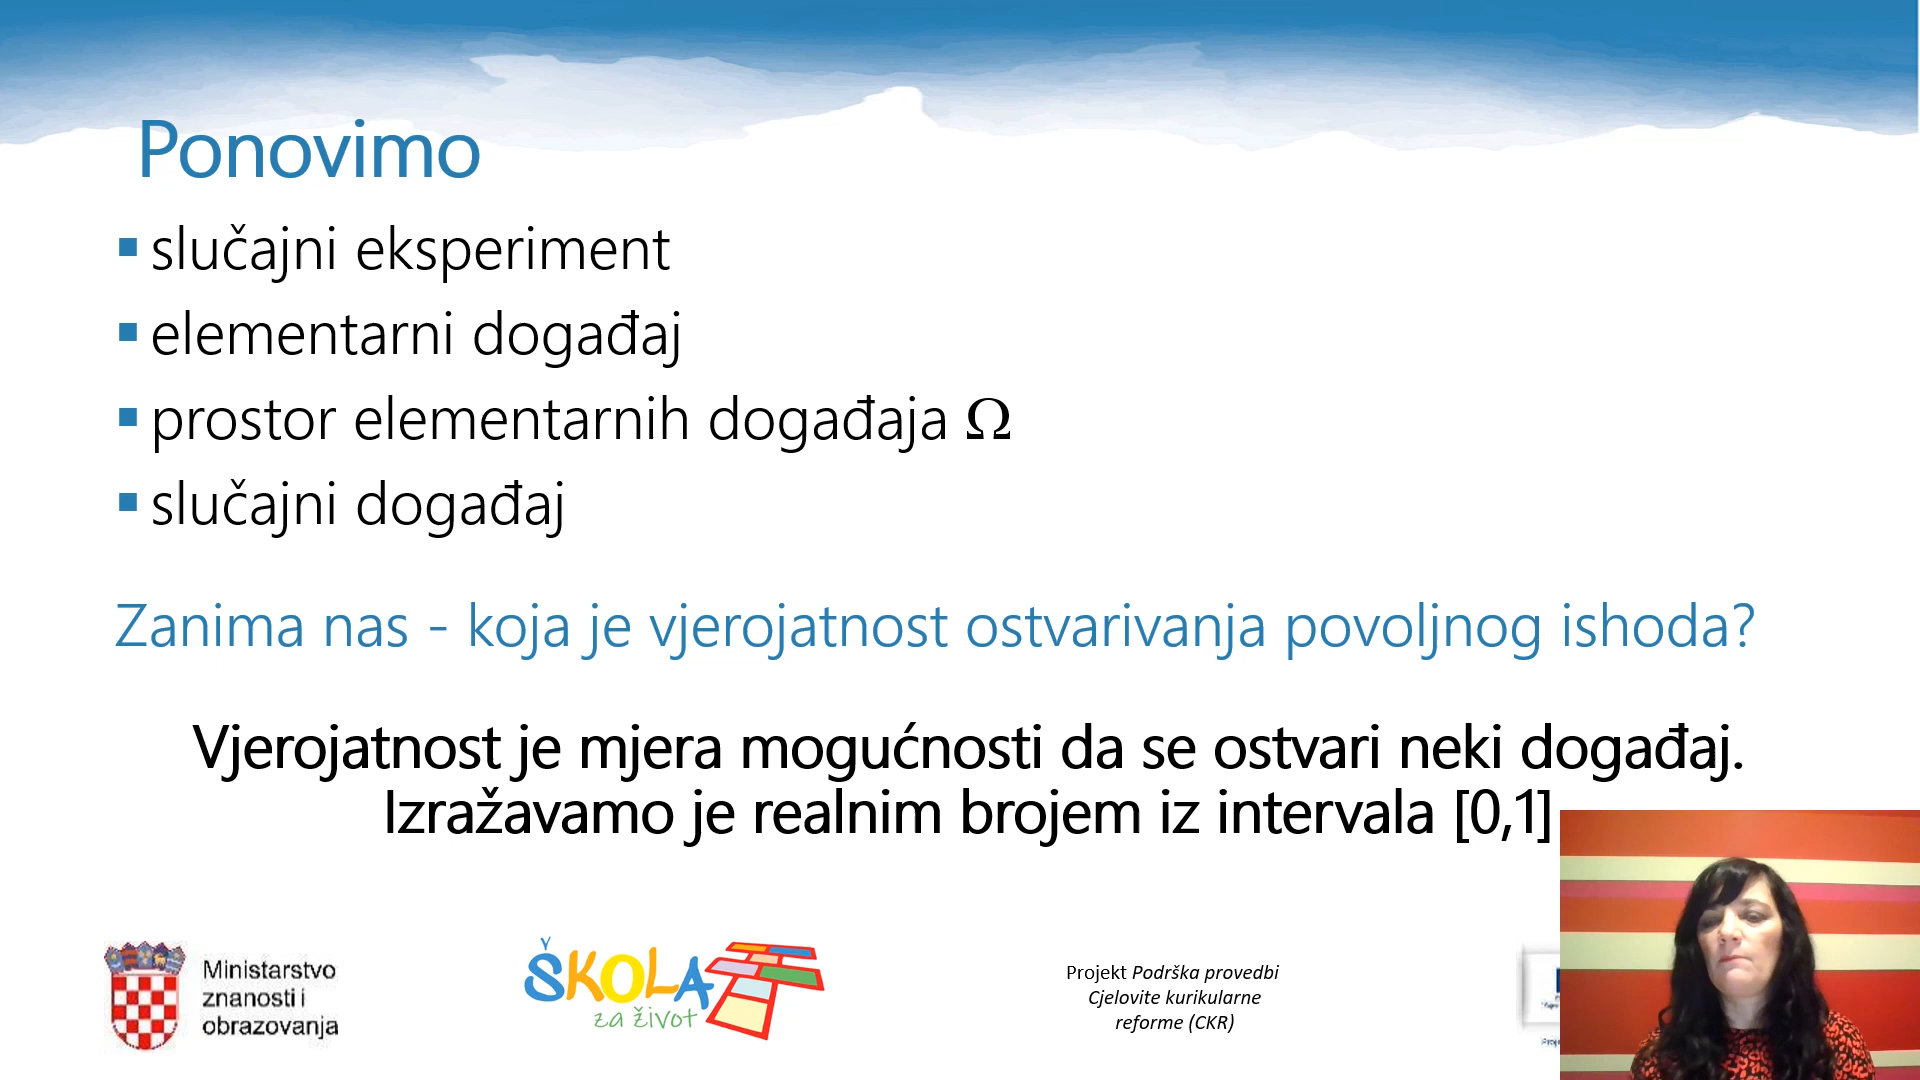 Ponovimo
slučajni eksperiment
elementarni događaj
prostor elementarnih događaja Ω
slučajni događaj
Zanima nas - koja je vjerojatnost ostvarivanja povoljnog ishoda?
Vjerojatnost je mjera mogućnosti da se ostvari neki događaj.
Izražavamo je realnim brojem iz intervala [0,1]
Ministarstvo
znanosti i
obrazovanja
ŠKOLA
za život
Projekt Podrška provedbi
Cjelovite kurikularne
reforme (CKR)